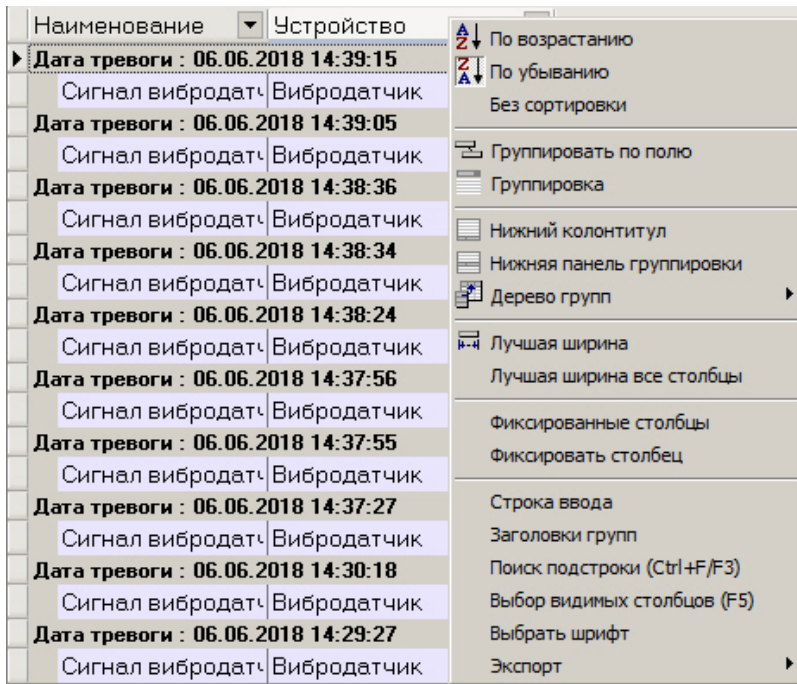 Наименование Устройство
Дата тревоги : 06.06.2018 14:39:15
Сигнал вибродатч Вибродатчик
Дата тревоги : 06.06.2018 14:39:05
Сигнал вибродатч Вибродатчик
Дата тревоги : 06.06.2018 14:38:36
Сигнал вибродатч Вибродатчик
Дата тревоги : 06.06.2018 14:38:34
Сигнал вибродатч Вибродатчик
Дата тревоги : 06.06.2018 14:38:24
Сигнал вибродатч Вибродатчик
Дата тревоги : 06.06.2018 14:37:56
Сигнал вибродатч Вибродатчик
Дата тревоги : 06.06.2018 14:37:55
Сигнал вибродатч Вибродатчик
Дата тревоги : 06.06.2018 14:37:27
Сигнал вибродатч Вибродатчик
Дата тревоги : 06.06.2018 14:30:18
Сигнал вибродатч Вибродатчик
Дата тревоги : 06.06.2018 14:29:27
Сигнал вибродатч Вибродатчик
По возрастанию
По убыванию
Без сортировки
Группировать по полю
Группировка
Нижний колонтитул
Нижняя панель группировки
Дерево групп
Лучшая ширина
Лучшая ширина все столбцы
Фиксированные столбцы
Фиксировать столбец
Строка ввода
Заголовки групп
Поиск подстроки (Ctrl+F/F3)
Выбор видимых столбцов (F5)
Выбрать шрифт
Экспорт